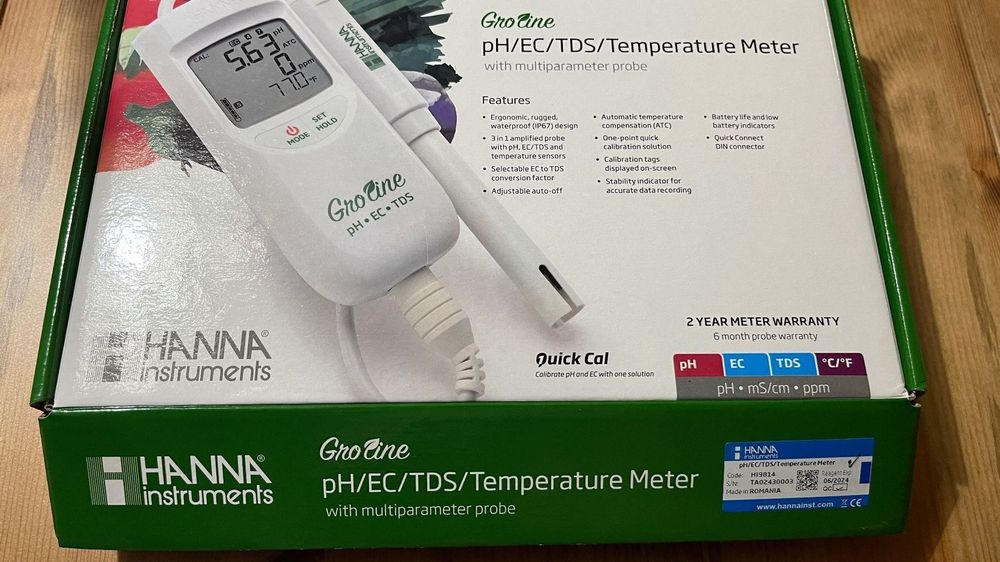 GroLine
pH/EC/TDS/Temperature Meter
with multiparameter probe
HANNA
instruments
CAL:
5.63 pH
ATC
0 ppm
77.0 °F
SET
MODE HOLD
GroLine
pH • EC • TDS
Features
• Ergonomic, rugged,
waterproof (IP67) design
• 3 in 1 amplified probe
with pH, EC/TDS and
temperature sensors
• Selectable EC to TDS
conversion factor
• Adjustable auto-off
• Automatic temperature
compensation (ATC)
• One-point quick
calibration solution
• Calibration tags
displayed on-screen
• Stability indicator for
accurate data recording
• Battery life and low
battery indicators
• Quick Connect
DIN connector
HANNA®
instruments
Quick Cal
Calibrate pH and EC with one solution
2 YEAR METER WARRANTY
6 month probe warranty
pH EC TDS °C/°F
pH • mS/cm • ppm
HANNA®
instruments
GroLine
pH/EC/TDS/Temperature Meter
with multiparameter probe
HANNA
instruments
pH/EC/TDS/Temperature Meter
Code: HI9814 Reagent Exp:
S/N: TA02430003 06/2024
Made in ROMANIA QC
www.hannainst.com CE